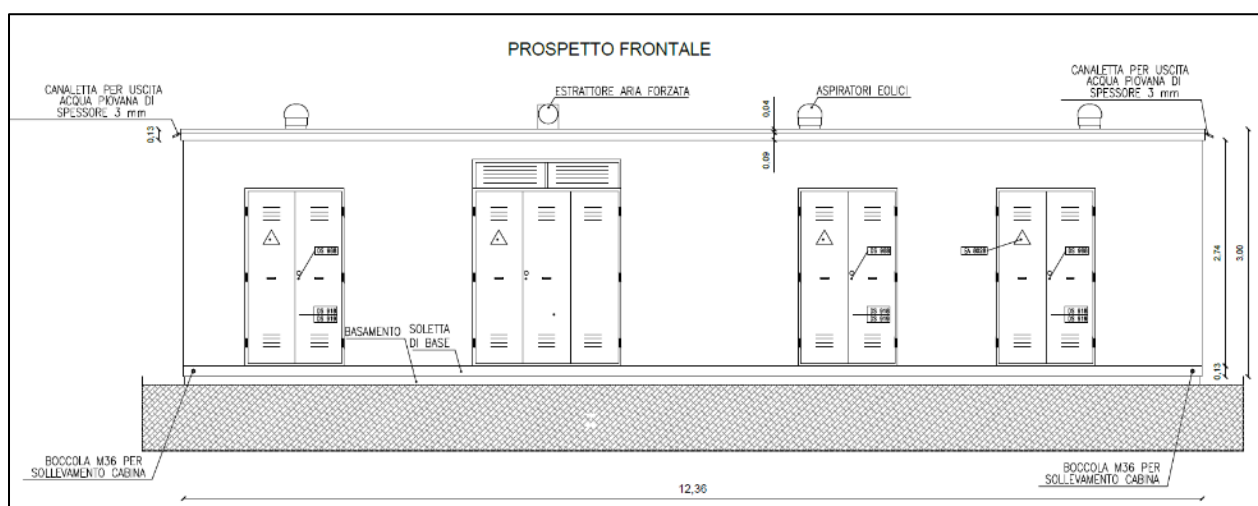 PROSPETTO FRONTALE
CANALETTA PER USCITA
ACQUA PIOVANA DI
SPESSORE 3 mm
ESTRATTORE ARIA FORZATA
ASPIRATORI EOLICI
CANALETTA PER USCITA
ACQUA PIOVANA DI
SPESSORE 3 mm
0,13
0,04
0,09
2,74
3,00
0,13
BASAMENTO
SOLETTA
DI BASE
BOCCOLA M36 PER
SOLLEVAMENTO CABINA
BOCCOLA M36 PER
SOLLEVAMENTO CABINA
12,36